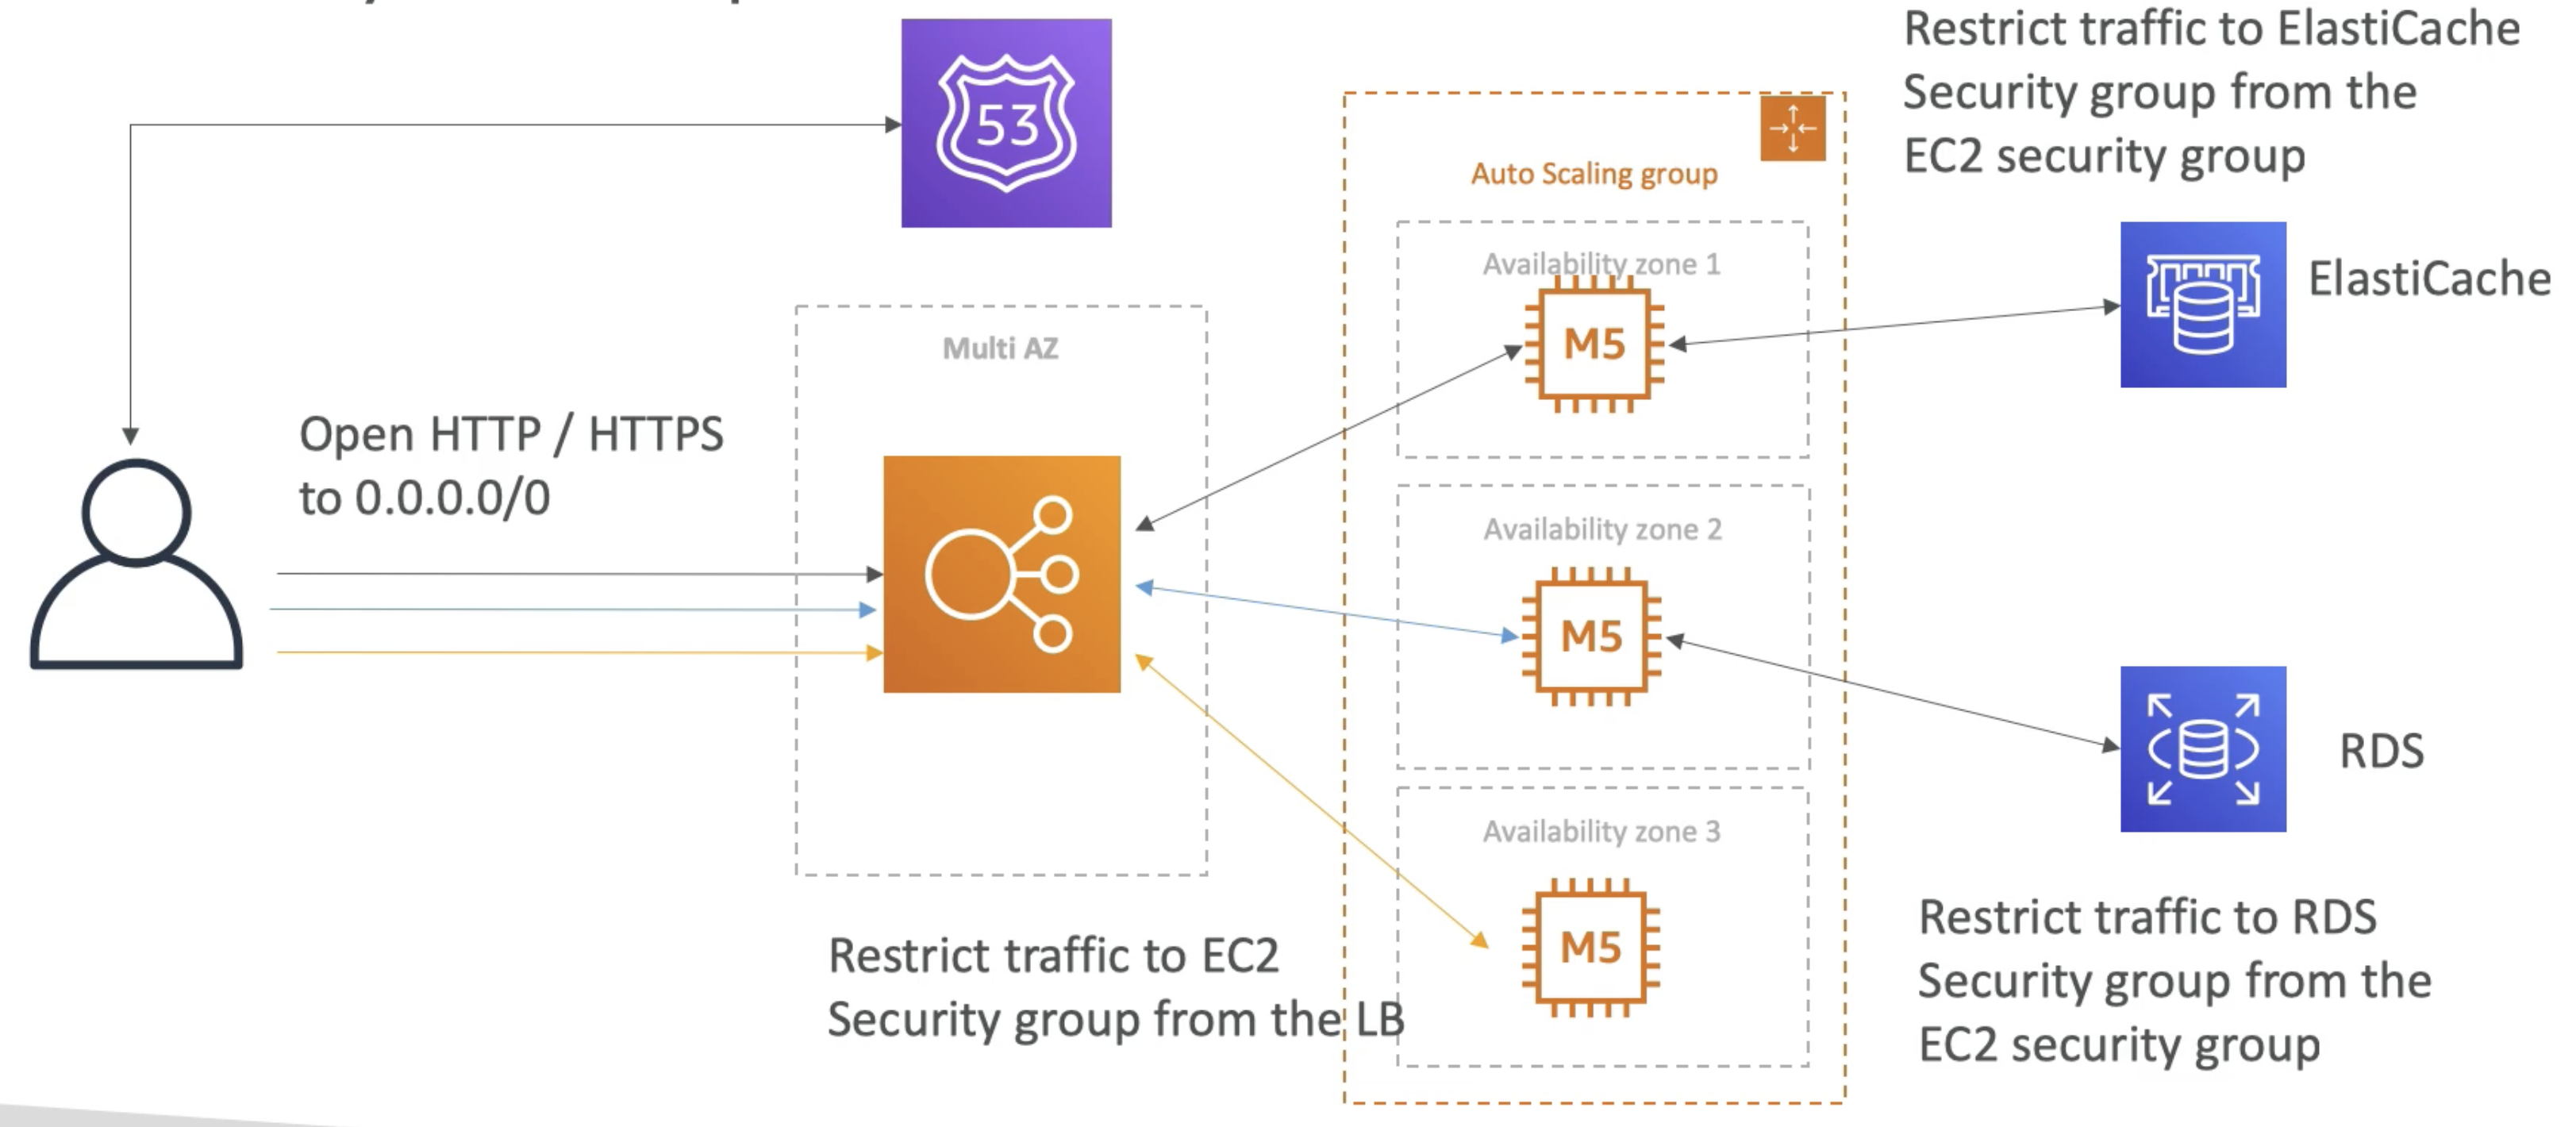 53
Restrict traffic to ElastiCache
Security group from the
EC2 security group
Auto Scaling group
Availability zone 1
M5
ElastiCache
Multi AZ
Open HTTP / HTTPS
to 0.0.0.0/0
Availability zone 2
M5
RDS
Availability zone 3
M5
Restrict traffic to EC2
Security group from the LB
Restrict traffic to RDS
Security group from the
EC2 security group